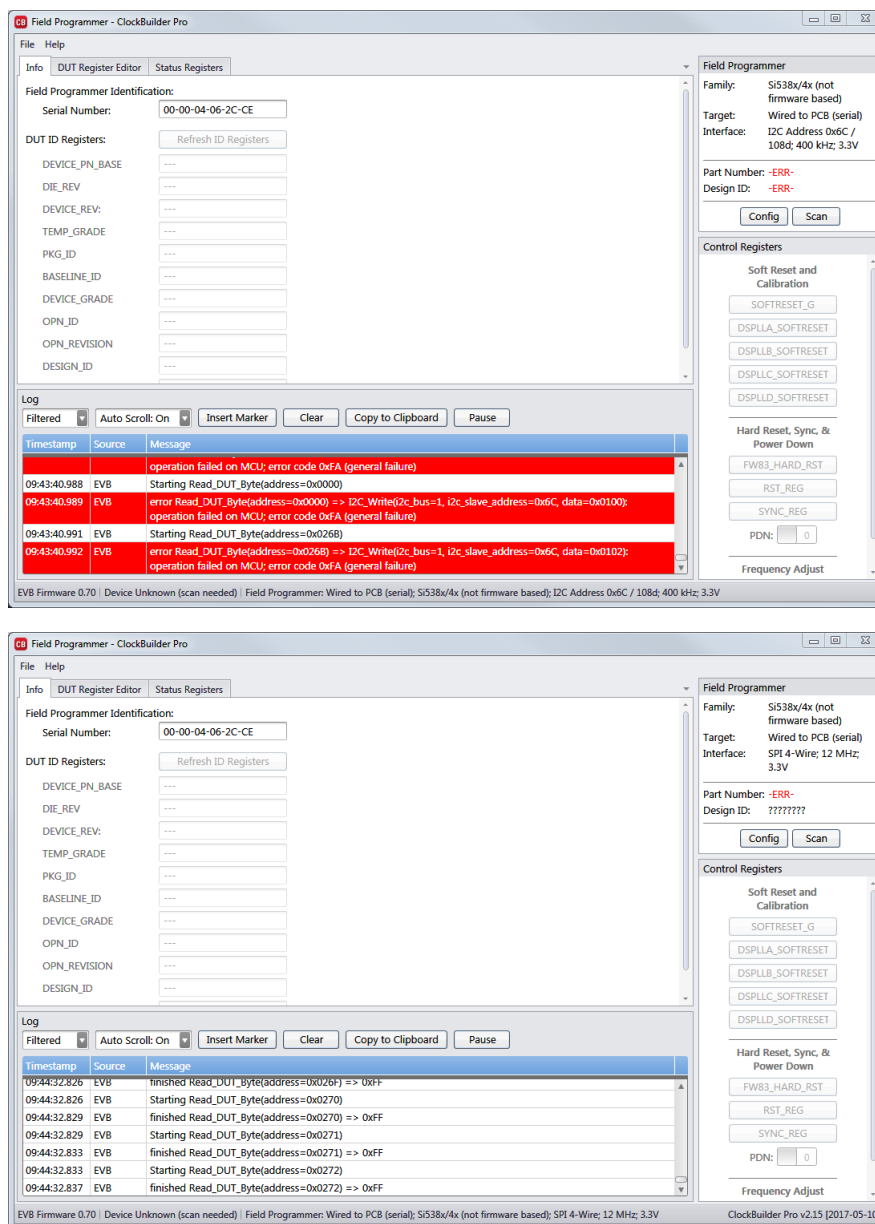 CB Field Programmer - ClockBuilder Pro
File Help
Info DUT Register Editor Status Registers
Field Programmer Identification:
Serial Number: 00-00-04-06-2C-CE
DUT ID Registers: Refresh ID Registers
DEVICE_PN_BASE ---
DIE_REV ---
DEVICE_REV: ---
TEMP_GRADE ---
PKG_ID ---
BASELINE_ID ---
DEVICE_GRADE ---
OPN_ID ---
OPN_REVISION ---
DESIGN_ID ---
Field Programmer
Family: Si538x/4x (not
firmware based)
Target: Wired to PCB (serial)
Interface: I2C Address 0x6C /
108d; 400 kHz; 3.3V
Part Number: -ERR-
Design ID: -ERR-
Config Scan
Control Registers
Soft Reset and
Calibration
SOFTRESET_G
DSPLLA_SOFTRESET
DSPLLB_SOFTRESET
DSPLLC_SOFTRESET
DSPLLD_SOFTRESET
Hard Reset, Sync, &
Power Down
FW83_HARD_RST
RST_REG
SYNC_REG
PDN: 0
Frequency Adjust
Log
Filtered Auto Scroll: On Insert Marker Clear Copy to Clipboard Pause
Timestamp Source Message
operation failed on MCU; error code 0xFA (general failure)
09:43:40.988 EVB Starting Read_DUT_Byte(address=0x0000)
09:43:40.989 EVB error Read_DUT_Byte(address=0x0000) => I2C_Write(i2c_bus=1, i2c_slave_address=0x6C, data=0x0100):
operation failed on MCU; error code 0xFA (general failure)
09:43:40.991 EVB Starting Read_DUT_Byte(address=0x026B)
09:43:40.992 EVB error Read_DUT_Byte(address=0x026B) => I2C_Write(i2c_bus=1, i2c_slave_address=0x6C, data=0x0102):
operation failed on MCU; error code 0xFA (general failure)
EVB Firmware 0.70 Device Unknown (scan needed) Field Programmer: Wired to PCB (serial); Si538x/4x (not firmware based); I2C Address 0x6C / 108d; 400 kHz; 3.3V
CB Field Programmer - ClockBuilder Pro
File Help
Info DUT Register Editor Status Registers
Field Programmer Identification:
Serial Number: 00-00-04-06-2C-CE
DUT ID Registers: Refresh ID Registers
DEVICE_PN_BASE ---
DIE_REV ---
DEVICE_REV: ---
TEMP_GRADE ---
PKG_ID ---
BASELINE_ID ---
DEVICE_GRADE ---
OPN_ID ---
OPN_REVISION ---
DESIGN_ID ---
Field Programmer
Family: Si538x/4x (not
firmware based)
Target: Wired to PCB (serial)
Interface: SPI 4-Wire; 12 MHz;
3.3V
Part Number: -ERR-
Design ID: ????????
Config Scan
Control Registers
Soft Reset and
Calibration
SOFTRESET_G
DSPLLA_SOFTRESET
DSPLLB_SOFTRESET
DSPLLC_SOFTRESET
DSPLLD_SOFTRESET
Hard Reset, Sync, &
Power Down
FW83_HARD_RST
RST_REG
SYNC_REG
PDN: 0
Frequency Adjust
Log
Filtered Auto Scroll: On Insert Marker Clear Copy to Clipboard Pause
Timestamp Source Message
09:44:32.826 EVB finished Read_DUT_Byte(address=0x026F) => 0xFF
09:44:32.826 EVB Starting Read_DUT_Byte(address=0x0270)
09:44:32.829 EVB finished Read_DUT_Byte(address=0x0270) => 0xFF
09:44:32.829 EVB Starting Read_DUT_Byte(address=0x0271)
09:44:32.833 EVB finished Read_DUT_Byte(address=0x0271) => 0xFF
09:44:32.833 EVB Starting Read_DUT_Byte(address=0x0272)
09:44:32.837 EVB finished Read_DUT_Byte(address=0x0272) => 0xFF
EVB Firmware 0.70 Device Unknown (scan needed) Field Programmer: Wired to PCB (serial); Si538x/4x (not firmware based); SPI 4-Wire; 12 MHz; 3.3V ClockBuilder Pro v2.15 [2017-05-10